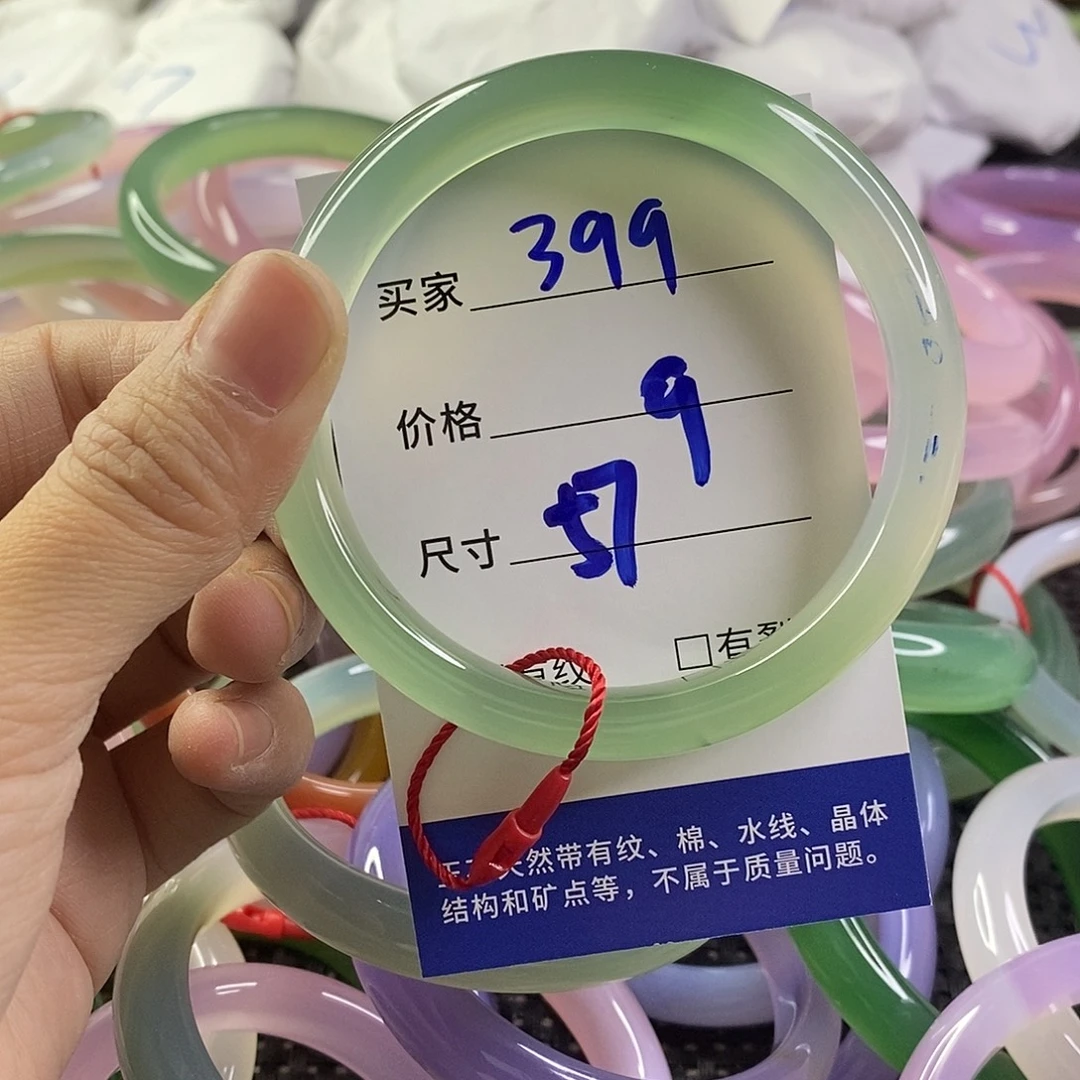 买家 399
价格 9
尺寸 57
□有裂
天然带有纹、棉、水线、晶体
结构和矿点等，不属于质量问题。